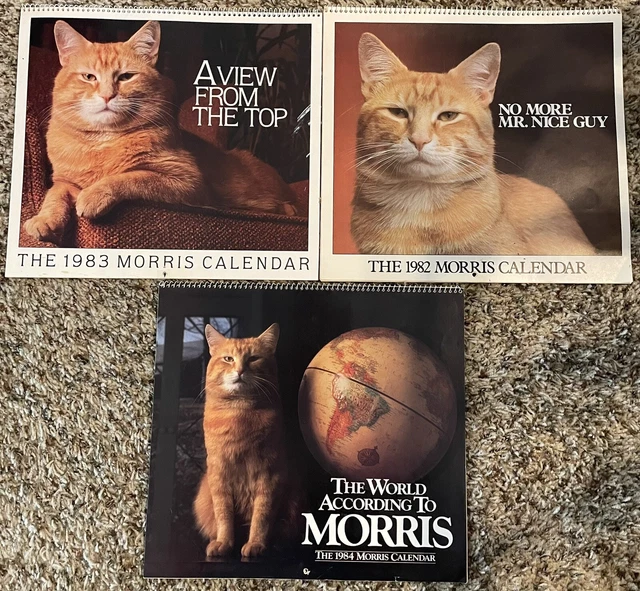 A VIEW
FROM
THE TOP
THE 1983 MORRIS CALENDAR
NO MORE
MR. NICE GUY
THE 1982 MORRIS CALENDAR
THE WORLD
ACCORDING TO
MORRIS
THE 1984 MORRIS CALENDAR